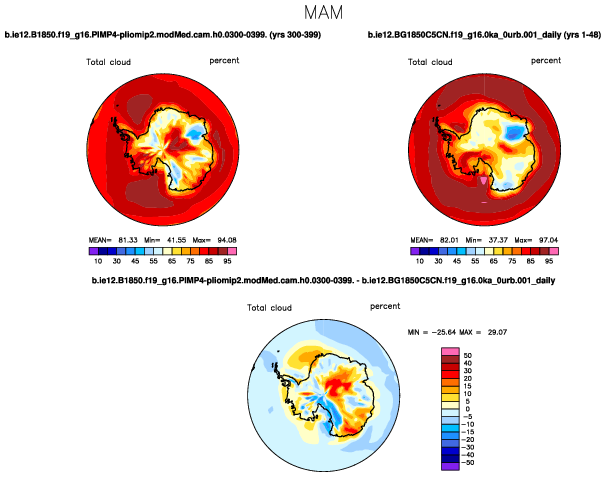 MAM
b.ie12.B1850.f19_g16.PIMP4-pliomip2.modMed.cam.h0.0300-0399. (yrs 300-399)
b.ie12.BG1850C5CN.f19_g16.0ka_0urb.001_daily (yrs 1-48)
Total cloud percent
Total cloud percent
MEAN= 81.33 Min= 41.55 Max= 94.08
MEAN= 82.01 Min= 37.37 Max= 97.04
10 30 45 55 65 75 85 95
10 30 45 55 65 75 85 95
b.ie12.B1850.f19_g16.PIMP4-pliomip2.modMed.cam.h0.0300-0399. - b.ie12.BG1850C5CN.f19_g16.0ka_0urb.001_daily
Total cloud percent
MIN = -25.64 MAX = 29.07
50
40
30
20
15
10
5
0
-5
-10
-15
-20
-30
-40
-50